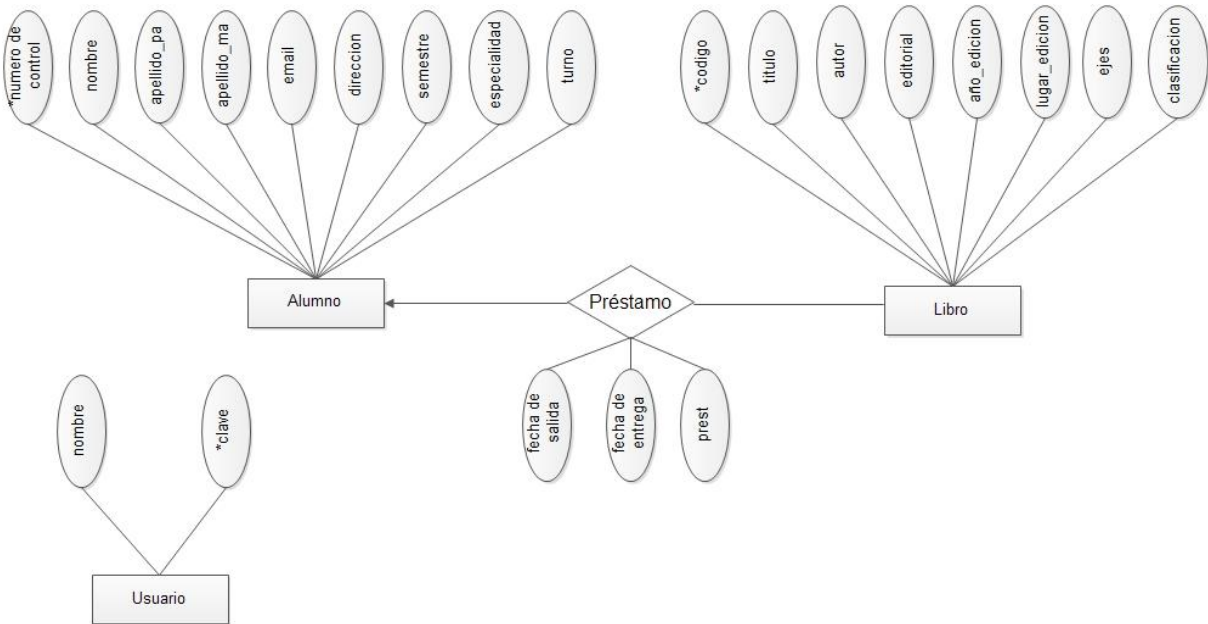 *numero de
control
nombre
apellido_pa
apellido_ma
email
direccion
semestre
especialidad
turno
*codigo
titulo
autor
editorial
año_edicion
lugar_edicion
ejes
clasificacion
Alumno
Préstamo
Libro
fecha de
salida
fecha de
entrega
prest
nombre
*clave
Usuario